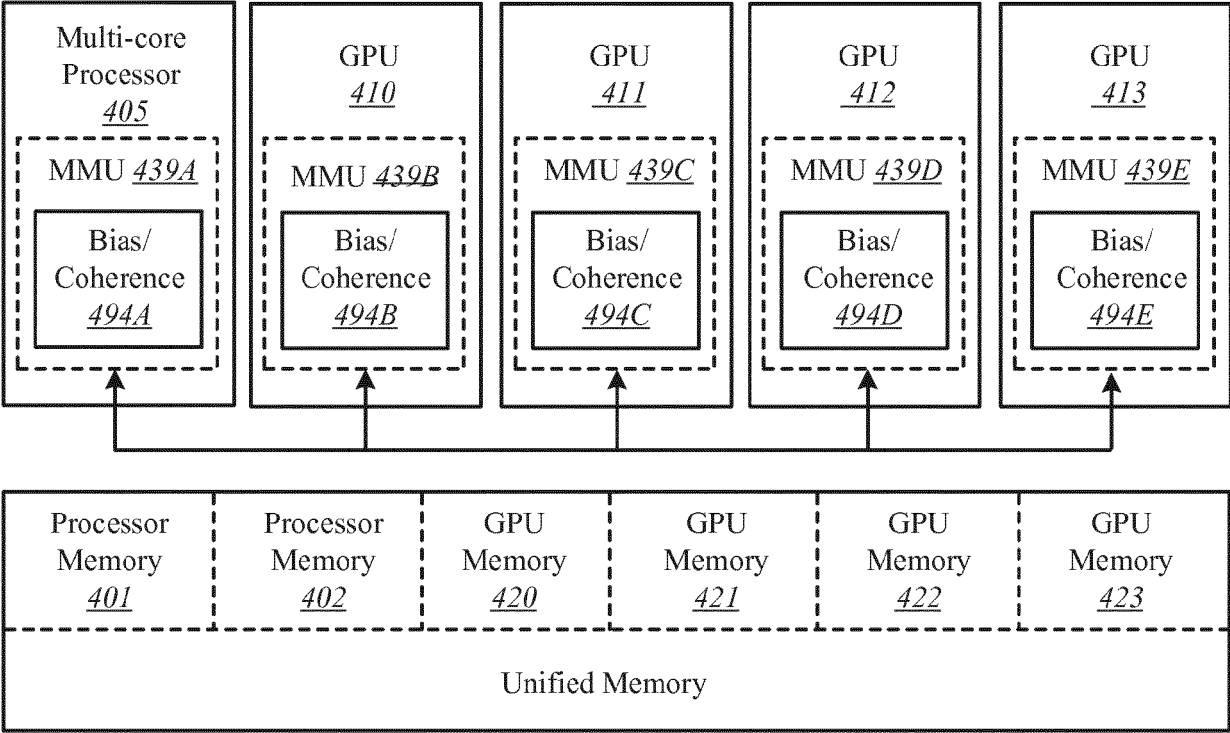 Multi-core
Processor
405
MMU 439A
Bias/
Coherence
494A
GPU
410
MMU 439B
Bias/
Coherence
494B
GPU
411
MMU 439C
Bias/
Coherence
494C
GPU
412
MMU 439D
Bias/
Coherence
494D
GPU
413
MMU 439E
Bias/
Coherence
494E
Processor
Memory
401
Processor
Memory
402
GPU
Memory
420
GPU
Memory
421
GPU
Memory
422
GPU
Memory
423
Unified Memory